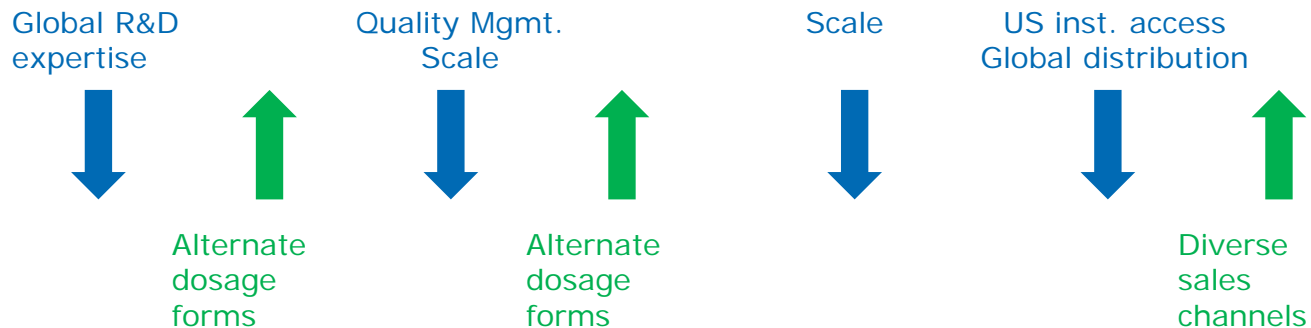 Global R&D
expertise
Quality Mgmt.
Scale
Scale
US inst. access
Global distribution
Alternate
dosage
forms
Alternate
dosage
forms
Diverse
sales
channels